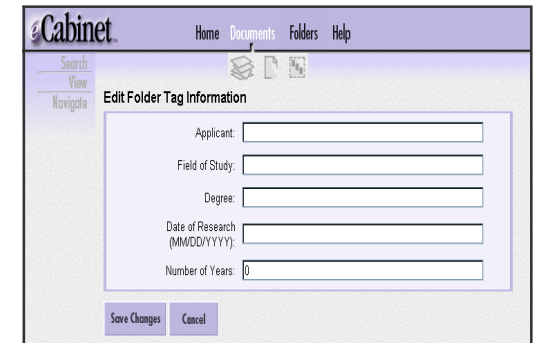 eCabinet™
Home Documents Folders Help
Search
View
Navigate
Edit Folder Tag Information
Applicant:
Field of Study:
Degree:
Date of Research
(MM/DD/YYYY):
Number of Years: 0
Save Changes Cancel